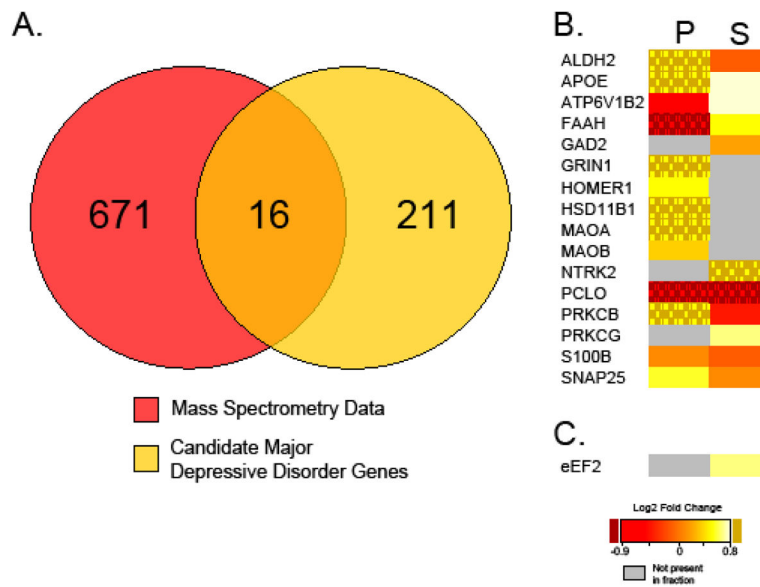 A.
671
16
211
Mass Spectrometry Data
Candidate Major
Depressive Disorder Genes
B.
P S
ALDH2
APOE
ATP6V1B2
FAAH
GAD2
GRIN1
HOMER1
HSD11B1
MAOA
MAOB
NTRK2
PCLO
PRKCB
PRKCG
S100B
SNAP25
C.
eEF2
Log2 Fold Change
-0.9 0 0.8
Not present
in fraction